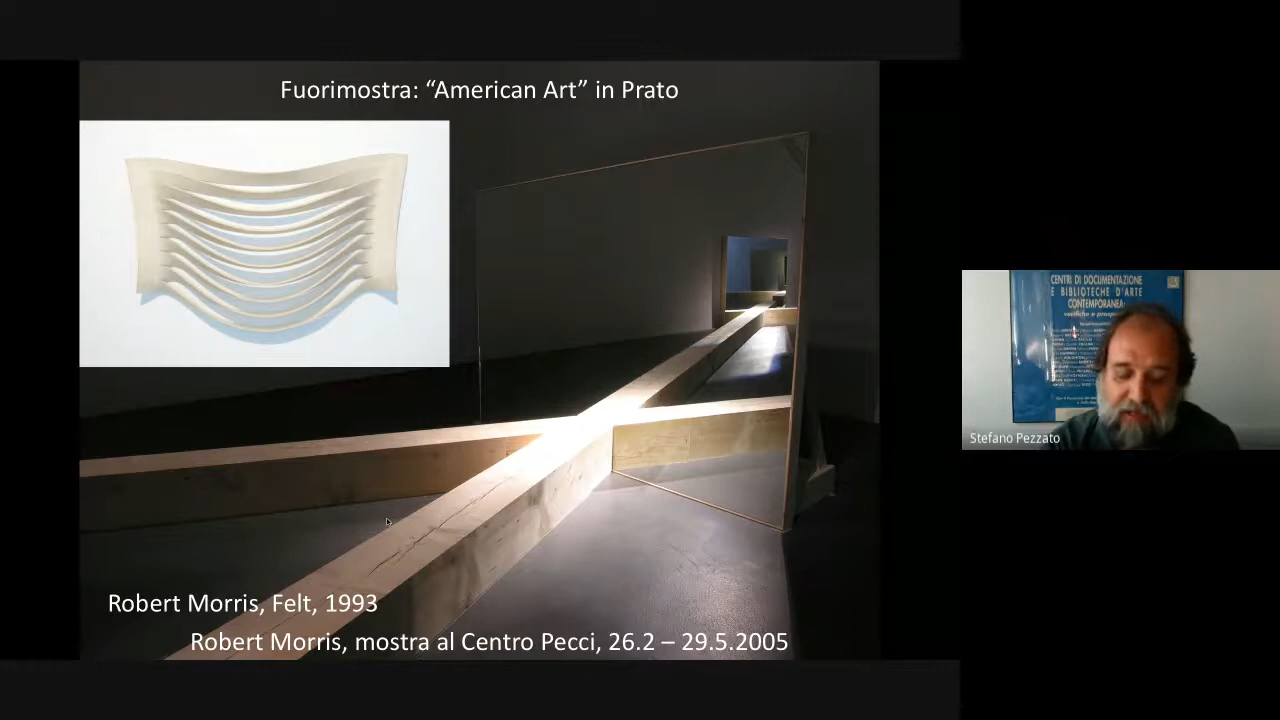 Fuorimostra: “American Art” in Prato
CENTRI DI DOCUMENTAZIONE
E BIBLIOTECHE D'ARTE
CONTEMPORANEA:
Stefano Pezzato
Robert Morris, Felt, 1993
Robert Morris, mostra al Centro Pecci, 26.2 – 29.5.2005